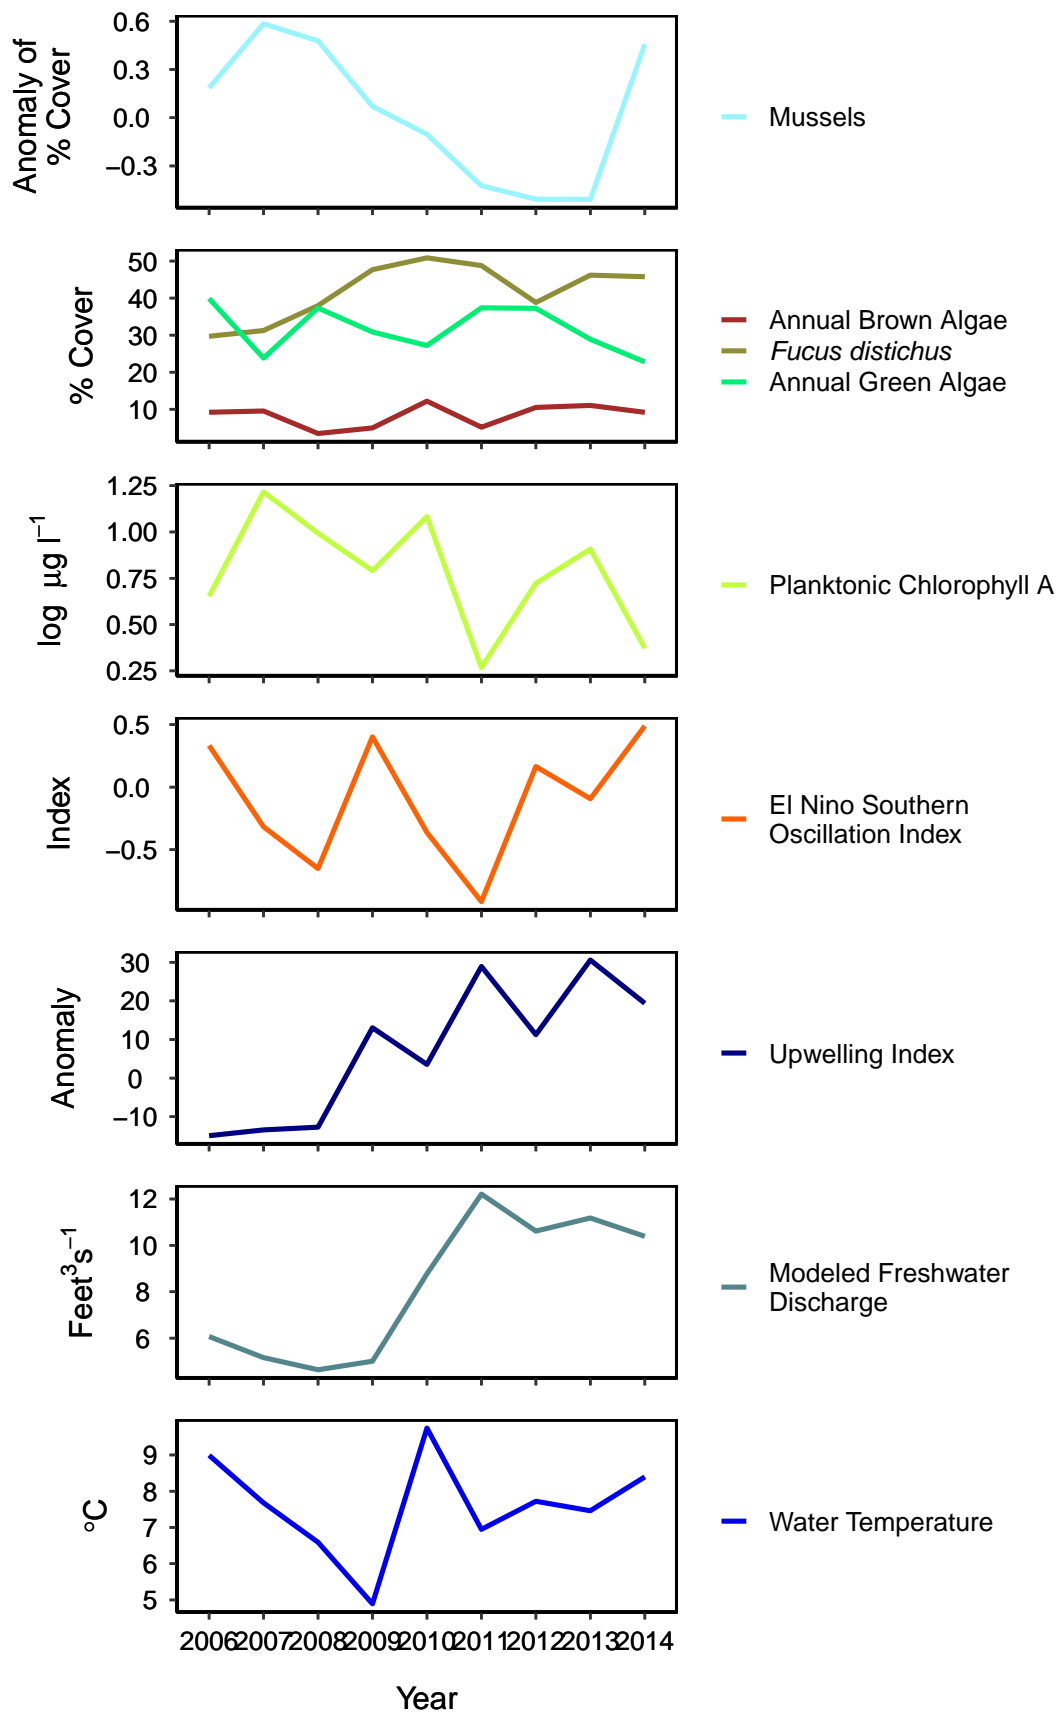 Anomaly of
% Cover
0.6
0.3
0.0
−0.3
Mussels
% Cover
50
40
30
20
10
Annual Brown Algae
Fucus distichus
Annual Green Algae
log µg l⁻¹
1.25
1.00
0.75
0.50
0.25
Planktonic Chlorophyll A
Index
0.5
0.0
−0.5
El Nino Southern
Oscillation Index
Anomaly
30
20
10
0
−10
Upwelling Index
Feet³s⁻¹
12
10
8
6
Modeled Freshwater
Discharge
°C
9
8
7
6
5
Water Temperature
2006 2007 2008 2009 2010 2011 2012 2013 2014
Year